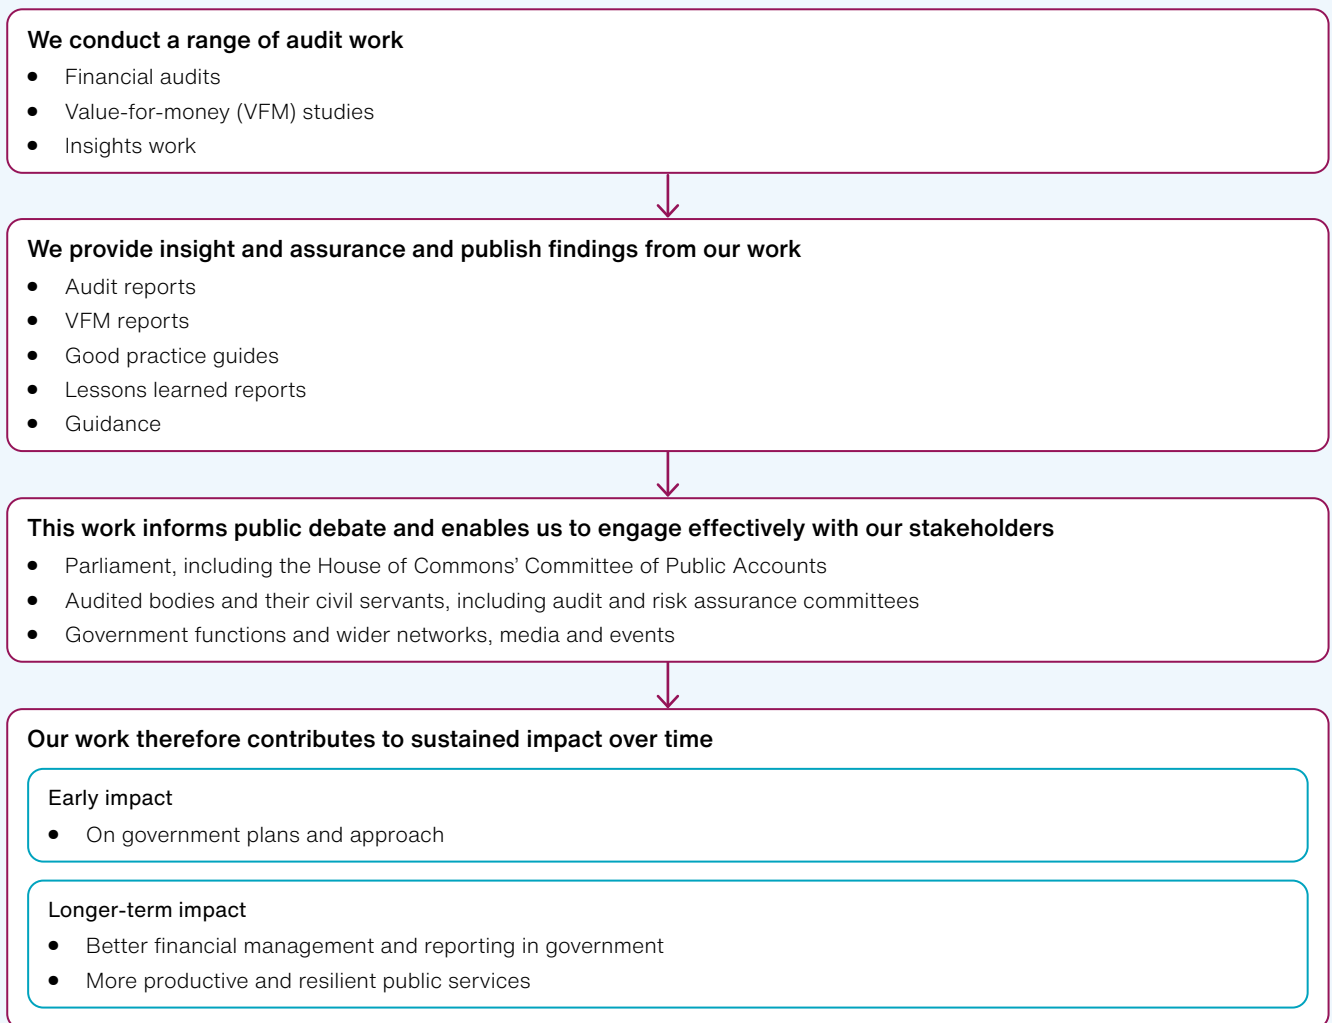 We conduct a range of audit work
• Financial audits
• Value-for-money (VFM) studies
• Insights work
We provide insight and assurance and publish findings from our work
• Audit reports
• VFM reports
• Good practice guides
• Lessons learned reports
• Guidance
This work informs public debate and enables us to engage effectively with our stakeholders
• Parliament, including the House of Commons’ Committee of Public Accounts
• Audited bodies and their civil servants, including audit and risk assurance committees
• Government functions and wider networks, media and events
Our work therefore contributes to sustained impact over time
Early impact
• On government plans and approach
Longer-term impact
• Better financial management and reporting in government
• More productive and resilient public services